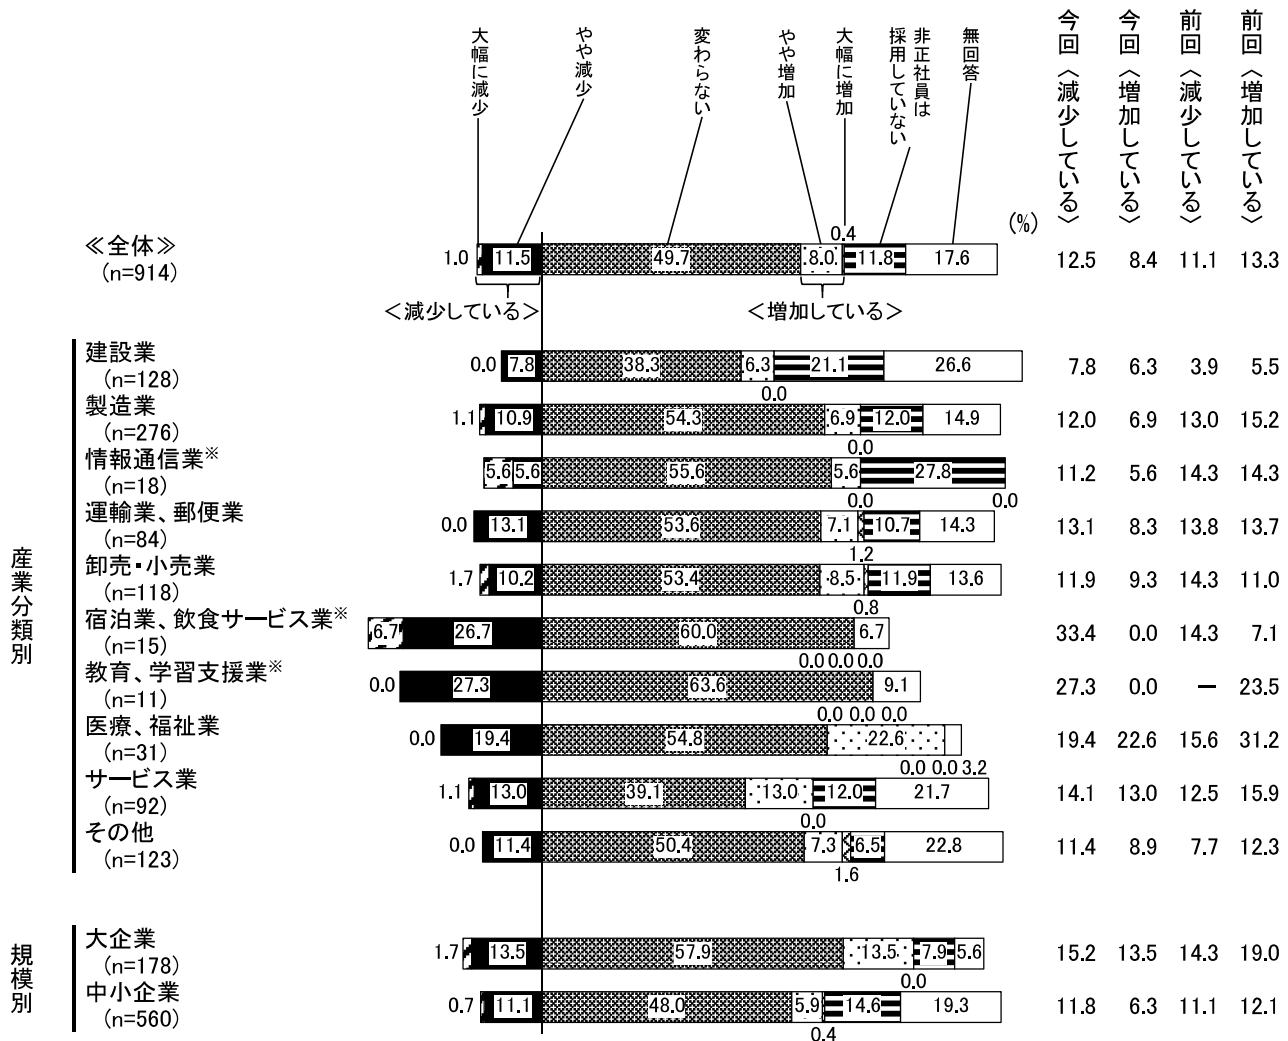 大幅に減少
やや減少
変わらない
やや増加
大幅に増加
非正社員は
採用していない
無回答
今回〈減少している〉
今回〈増加している〉
前回〈減少している〉
前回〈増加している〉
(%)
≪全体≫
(n=914)
1.0 11.5 49.7 8.0 0.4 11.8 17.6 12.5 8.4 11.1 13.3
＜減少している＞ ＜増加している＞
産業分類別
建設業
(n=128)
0.0 7.8 38.3 6.3 0.0 21.1 26.6 7.8 6.3 3.9 5.5
製造業
(n=276)
1.1 10.9 54.3 6.9 0.0 12.0 14.9 12.0 6.9 13.0 15.2
情報通信業※
(n=18)
5.6 5.6 55.6 5.6 0.0 27.8 0.0 11.2 5.6 14.3 14.3
運輸業、郵便業
(n=84)
0.0 13.1 53.6 7.1 1.2 10.7 14.3 13.1 8.3 13.8 13.7
卸売・小売業
(n=118)
1.7 10.2 53.4 8.5 0.8 11.9 13.6 11.9 9.3 14.3 11.0
宿泊業、飲食サービス業※
(n=15)
6.7 26.7 60.0 0.0 0.0 0.0 6.7 33.4 0.0 14.3 7.1
教育、学習支援業※
(n=11)
0.0 27.3 63.6 0.0 0.0 0.0 9.1 27.3 0.0 — 23.5
医療、福祉業
(n=31)
0.0 19.4 54.8 22.6 0.0 0.0 3.2 19.4 22.6 15.6 31.2
サービス業
(n=92)
1.1 13.0 39.1 13.0 0.0 12.0 21.7 14.1 13.0 12.5 15.9
その他
(n=123)
0.0 11.4 50.4 7.3 1.6 6.5 22.8 11.4 8.9 7.7 12.3
規模別
大企業
(n=178)
1.7 13.5 57.9 13.5 0.0 7.9 5.6 15.2 13.5 14.3 19.0
中小企業
(n=560)
0.7 11.1 48.0 5.9 0.4 14.6 19.3 11.8 6.3 11.1 12.1